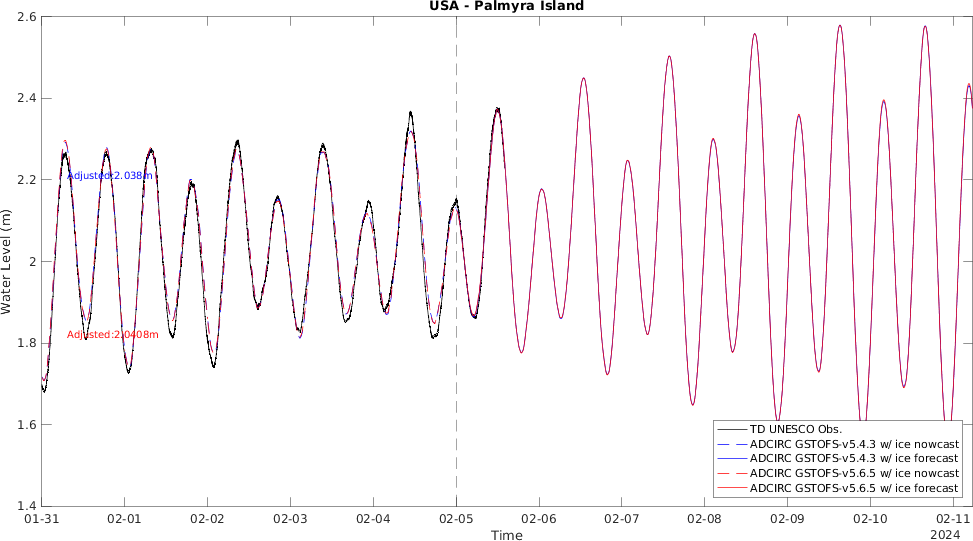 USA - Palmyra Island
2.6
2.4
2.2
2
1.8
1.6
1.4
Water Level (m)
Adjusted:2.038m
Adjusted:2.0408m
TD UNESCO Obs.
ADCIRC GSTOFS-v5.4.3 w/ ice nowcast
ADCIRC GSTOFS-v5.4.3 w/ ice forecast
ADCIRC GSTOFS-v5.6.5 w/ ice nowcast
ADCIRC GSTOFS-v5.6.5 w/ ice forecast
01-31 02-01 02-02 02-03 02-04 02-05 02-06 02-07 02-08 02-09 02-10 02-11
Time
2024